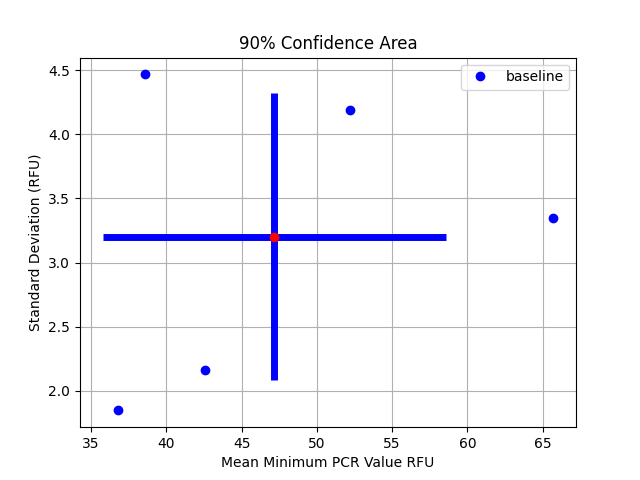 90% Confidence Area
baseline
Standard Deviation (RFU)
4.5
4.0
3.5
3.0
2.5
2.0
35 40 45 50 55 60 65
Mean Minimum PCR Value RFU